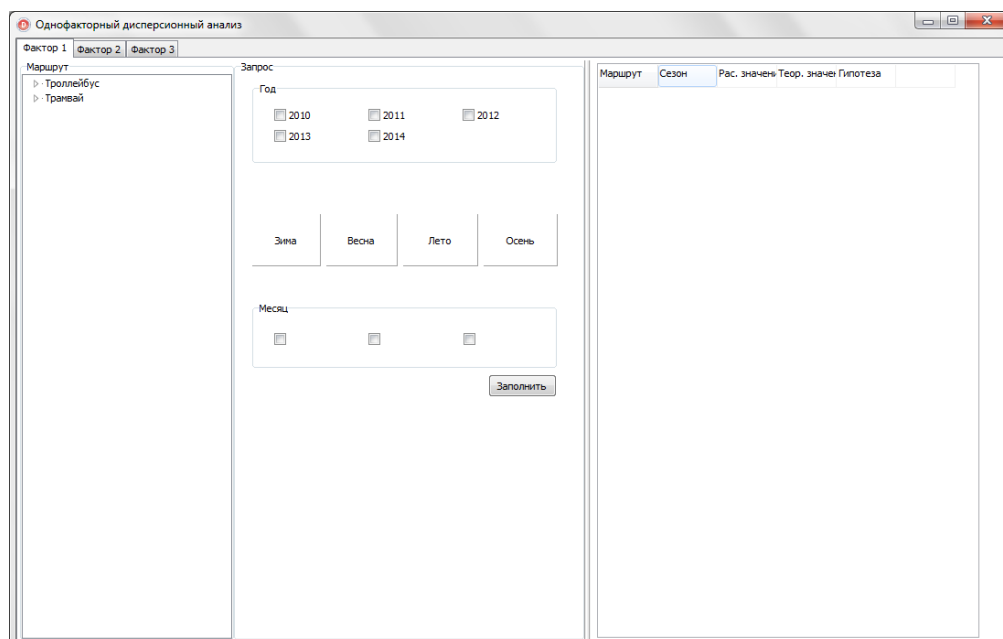 Однофакторный дисперсионный анализ
Фактор 1 Фактор 2 Фактор 3
Маршрут
Троллейбус
Трамвай
Запрос
Год
2010 2011 2012
2013 2014
Зима Весна Лето Осень
Месяц
Заполнить
Маршрут Сезон Рас. значени Теор. значен Гипотеза